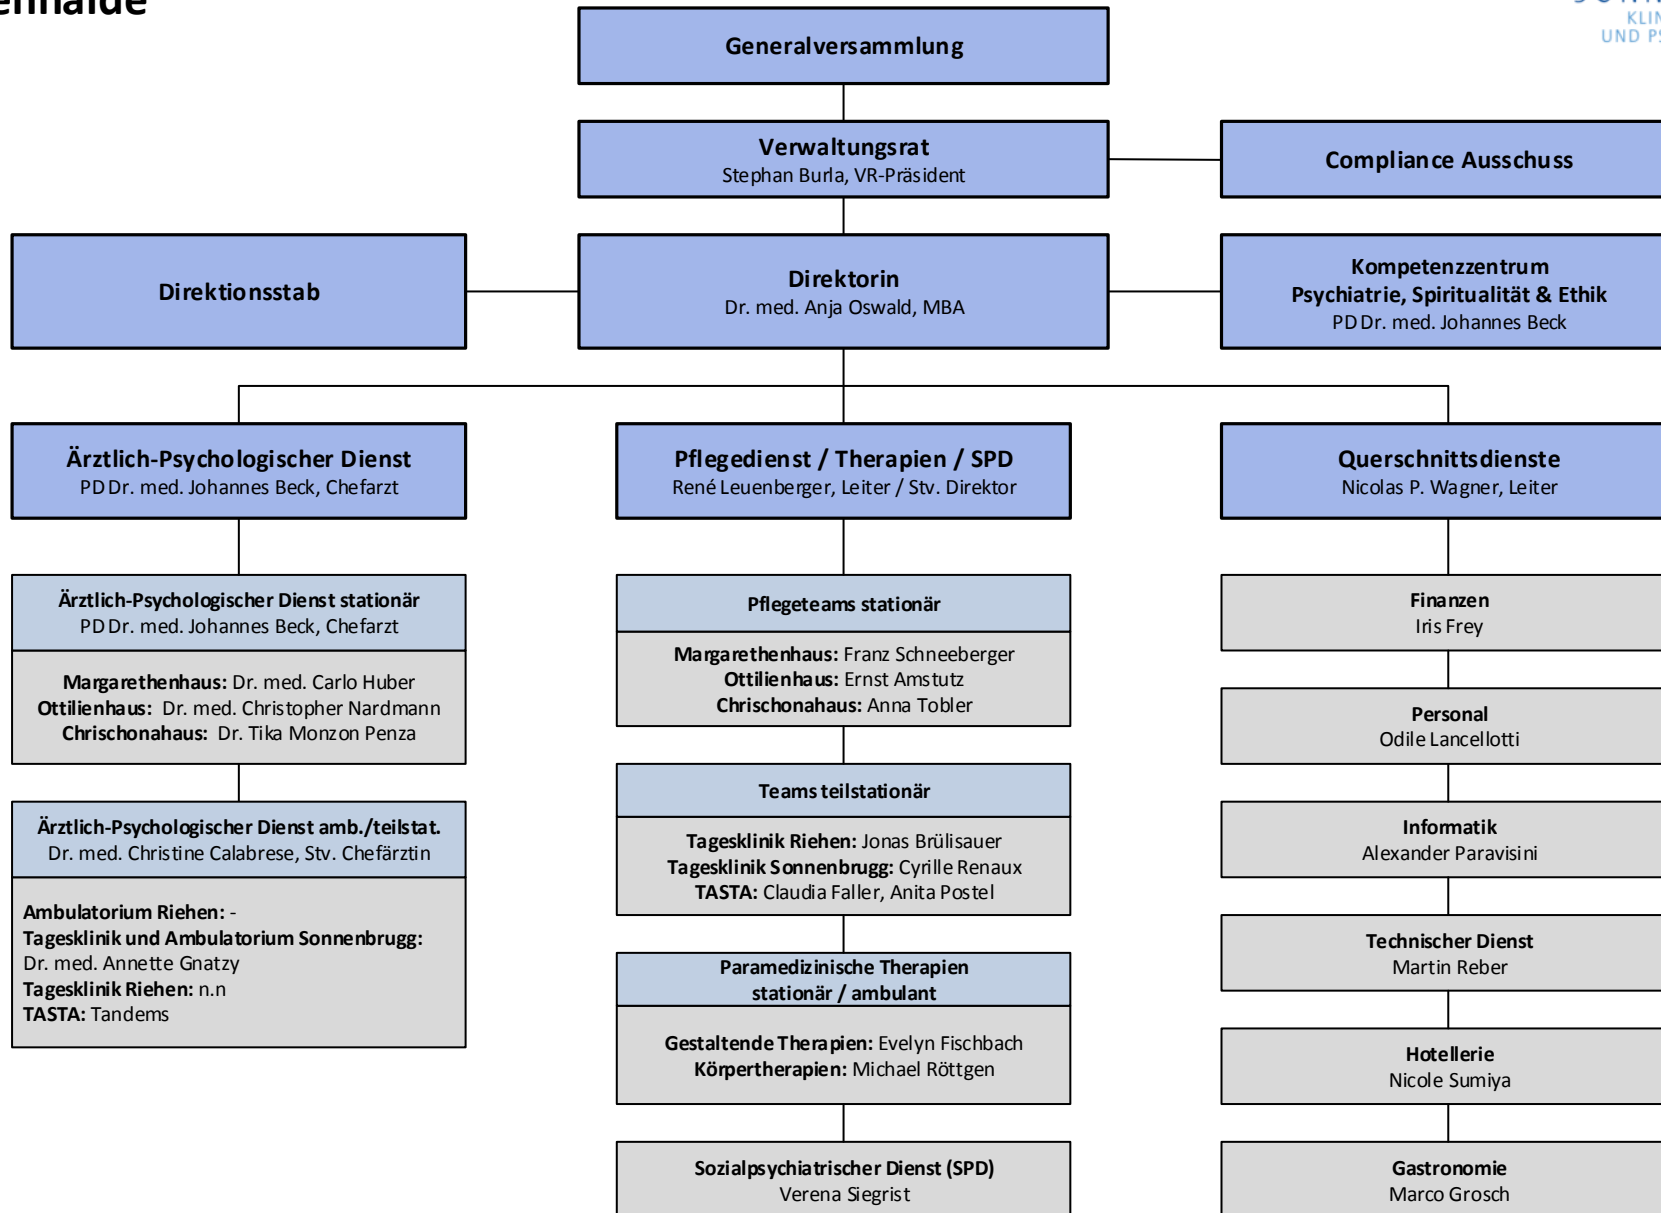 Generalversammlung
Verwaltungsrat
Stephan Burla, VR-Präsident
Compliance Ausschuss
Direktionsstab
Direktorin
Dr. med. Anja Oswald, MBA
Kompetenzzentrum
Psychiatrie, Spiritualität & Ethik
PD Dr. med. Johannes Beck
Ärztlich-Psychologischer Dienst
PD Dr. med. Johannes Beck, Chefarzt
Pflegedienst / Therapien / SPD
René Leuenberger, Leiter / Stv. Direktor
Querschnittsdienste
Nicolas P. Wagner, Leiter
Ärztlich-Psychologischer Dienst stationär
PD Dr. med. Johannes Beck, Chefarzt
Margarethenhaus: Dr. med. Carlo Huber
Ottilienhaus: Dr. med. Christopher Nardmann
Chrischonahaus: Dr. Tika Monzon Penza
Ärztlich-Psychologischer Dienst amb./teilstat.
Dr. med. Christine Calabrese, Stv. Chefärztin
Ambulatorium Riehen: -
Tagesklinik und Ambulatorium Sonnenbrugg:
Dr. med. Annette Gnatzy
Tagesklinik Riehen: n.n
TASTA: Tandems
Pflegeteams stationär
Margarethenhaus: Franz Schneeberger
Ottilienhaus: Ernst Amstutz
Chrischonahaus: Anna Tobler
Teams teilstationär
Tagesklinik Riehen: Jonas Brülisauer
Tagesklinik Sonnenbrugg: Cyrille Renaux
TASTA: Claudia Faller, Anita Postel
Paramedizinische Therapien
stationär / ambulant
Gestaltende Therapien: Evelyn Fischbach
Körpertherapien: Michael Röttgen
Sozialpsychiatrischer Dienst (SPD)
Verena Siegrist
Finanzen
Iris Frey
Personal
Odile Lancellotti
Informatik
Alexander Paravisini
Technischer Dienst
Martin Reber
Hotellerie
Nicole Sumiya
Gastronomie
Marco Grosch